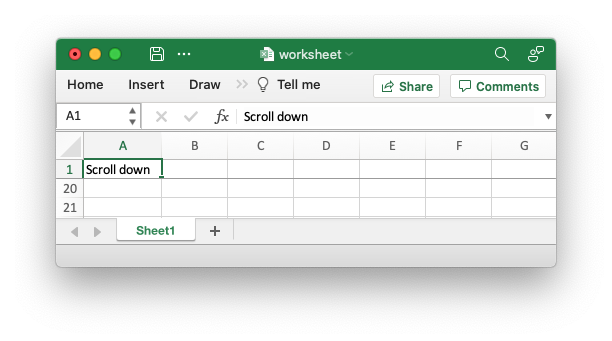 worksheet
Home Insert Draw Tell me Share Comments
A1 fx Scroll down
A B C D E F G
1 Scroll down
20
21
Sheet1